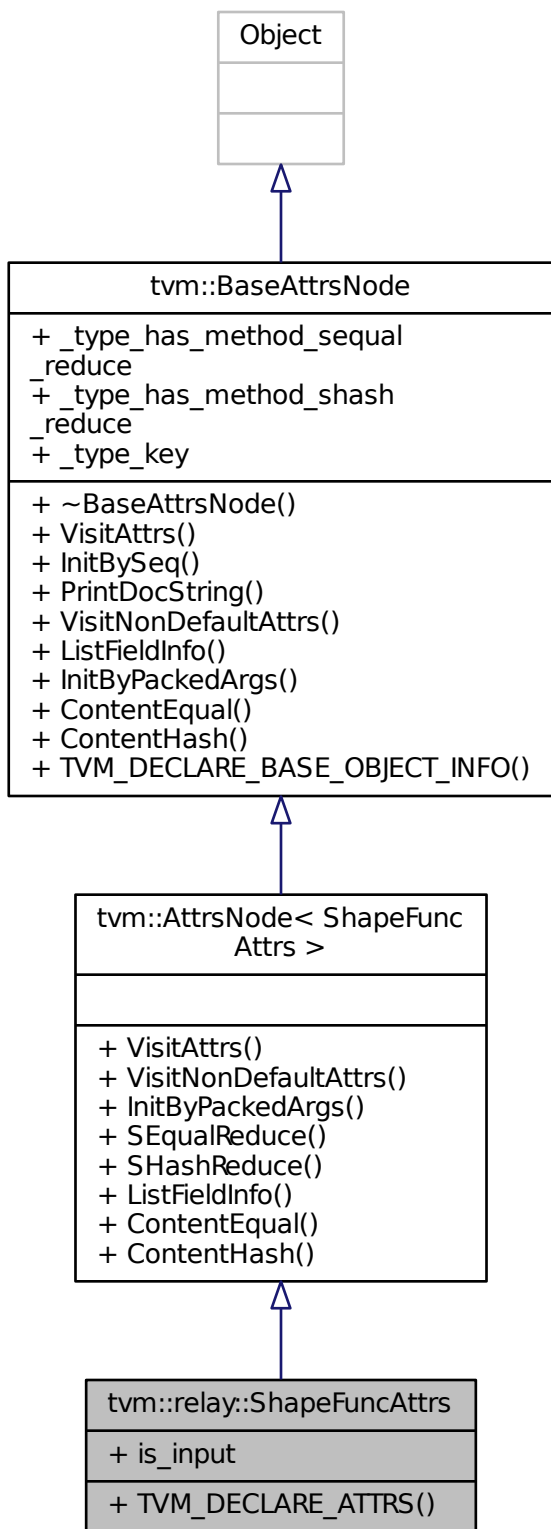 Object
tvm::BaseAttrsNode
+ _type_has_method_sequal
_reduce
+ _type_has_method_shash
_reduce
+ _type_key
+ ~BaseAttrsNode()
+ VisitAttrs()
+ InitBySeq()
+ PrintDocString()
+ VisitNonDefaultAttrs()
+ ListFieldInfo()
+ InitByPackedArgs()
+ ContentEqual()
+ ContentHash()
+ TVM_DECLARE_BASE_OBJECT_INFO()
tvm::AttrsNode< ShapeFunc
Attrs >
+ VisitAttrs()
+ VisitNonDefaultAttrs()
+ InitByPackedArgs()
+ SEqualReduce()
+ SHashReduce()
+ ListFieldInfo()
+ ContentEqual()
+ ContentHash()
tvm::relay::ShapeFuncAttrs
+ is_input
+ TVM_DECLARE_ATTRS()